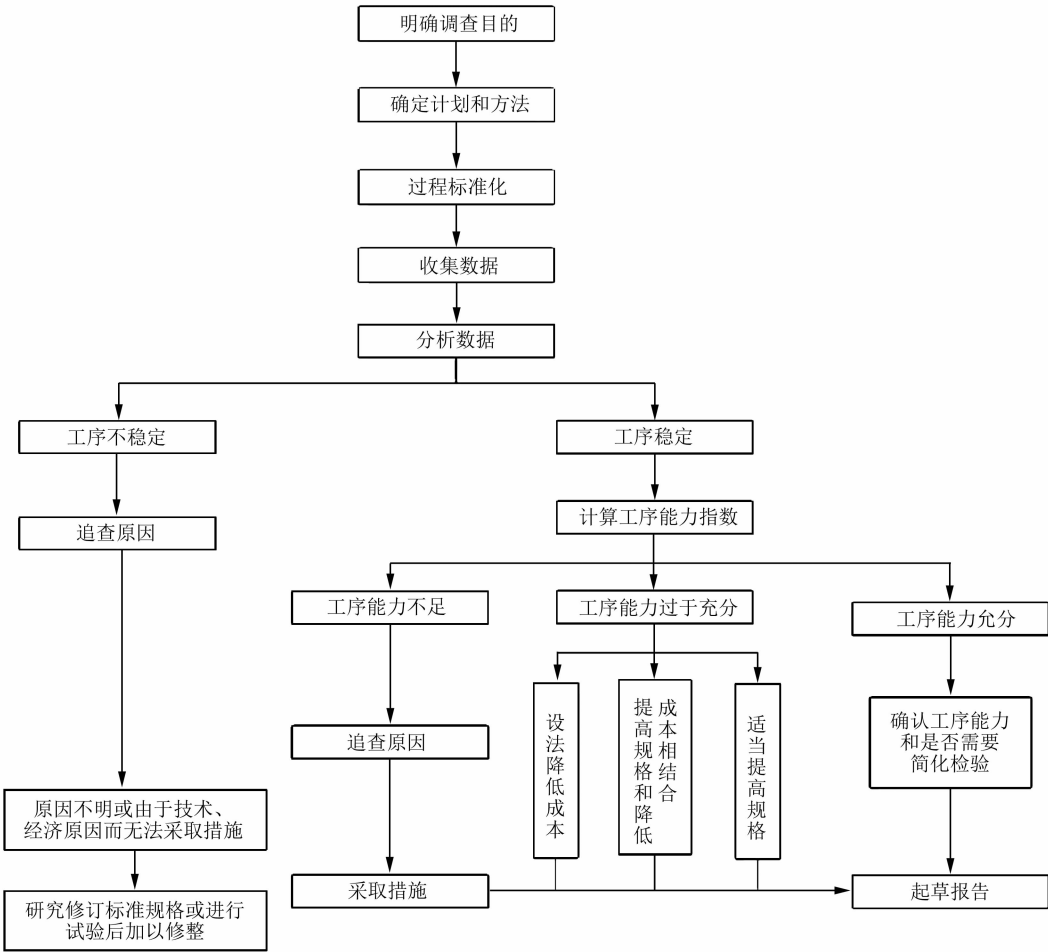 明确调查目的
确定计划和方法
过程标准化
收集数据
分析数据
工序不稳定
工序稳定
追查原因
计算工序能力指数
工序能力不足
工序能力过于充分
工序能力允分
追查原因
设法降低成本
提高规格和降低
成本相结合
适当提高规格
确认工序能力
和是否需要
简化检验
原因不明或由于技术、
经济原因而无法采取措施
采取措施
起草报告
研究修订标准规格或进行
试验后加以修整